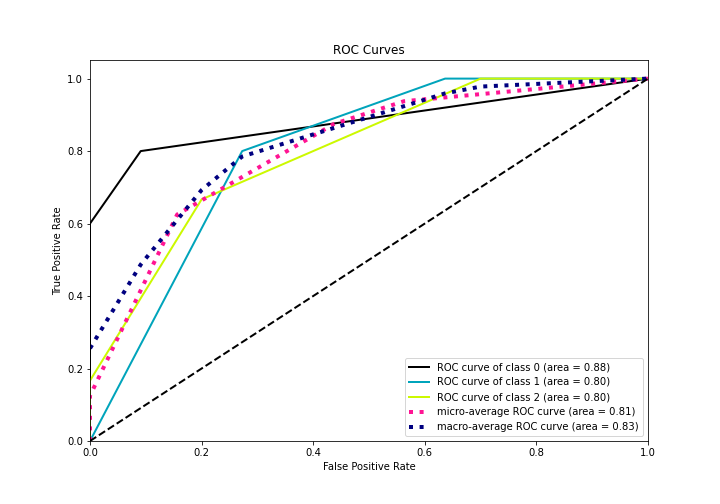 ROC Curves
True Positive Rate
1.0
0.8
0.6
0.4
0.2
0.0
ROC curve of class 0 (area = 0.88)
ROC curve of class 1 (area = 0.80)
ROC curve of class 2 (area = 0.80)
micro-average ROC curve (area = 0.81)
macro-average ROC curve (area = 0.83)
0.0 0.2 0.4 0.6 0.8 1.0
False Positive Rate